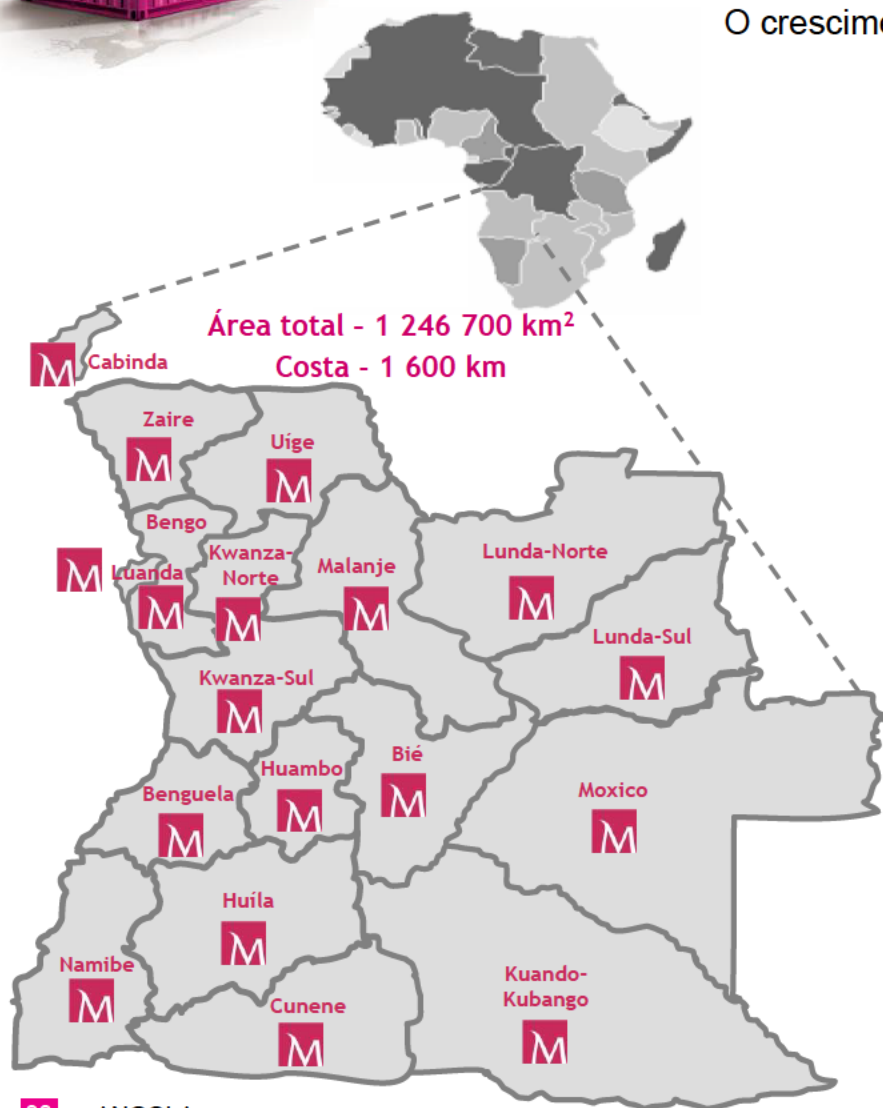 O crescim
Área total - 1 246 700 km²
Costa - 1 600 km
Cabinda
M
Zaire
M
Uíge
M
Bengo
M
Luanda
M
Kwanza-
Norte
M
Malanje
M
Lunda-Norte
M
Lunda-Sul
M
Kwanza-Sul
M
Benguela
M
Huambo
M
Bié
M
Moxico
M
Huíla
M
Namibe
M
Cunene
M
Kuando-
Kubango
M